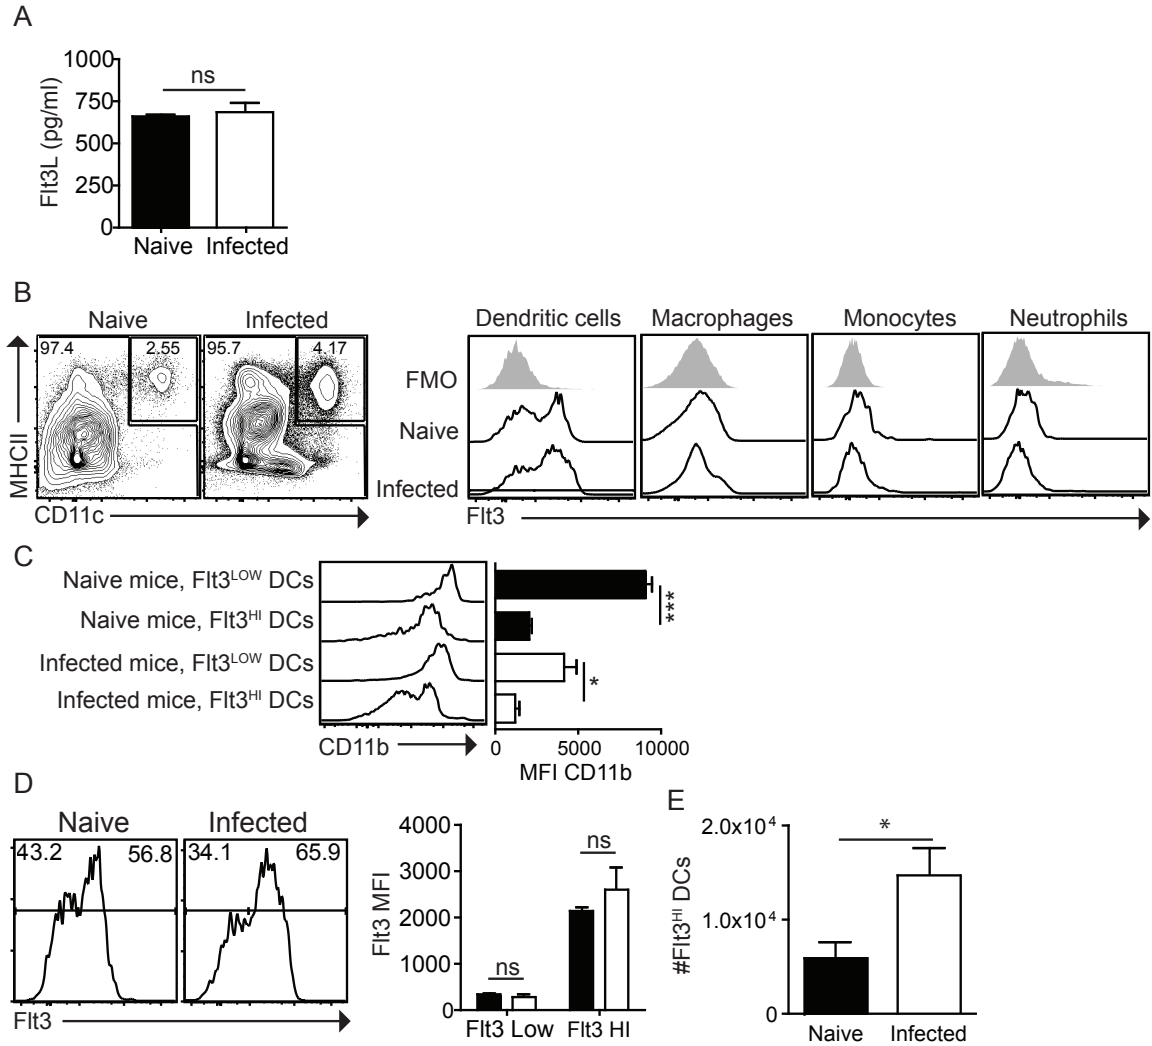 A
1000
750
500
250
0
Flt3L (pg/ml)
ns
Naive Infected
B
Naive Infected
97.4 2.55 95.7 4.17
MHCII
CD11c
Dendritic cells Macrophages Monocytes Neutrophils
FMO
Naive
Infected
Flt3
C
Naive mice, Flt3LOW DCs
Naive mice, Flt3HI DCs
Infected mice, Flt3LOW DCs
Infected mice, Flt3HI DCs
CD11b
***
*
0 5000 10000
MFI CD11b
D
Naive Infected
43.2 56.8 34.1 65.9
Flt3
4000
3000
2000
1000
0
Flt3 MFI
ns
ns
Flt3 Low Flt3 HI
E
2.0x10⁴
1.0x10⁴
0
#Flt3HI DCs
*
Naive Infected